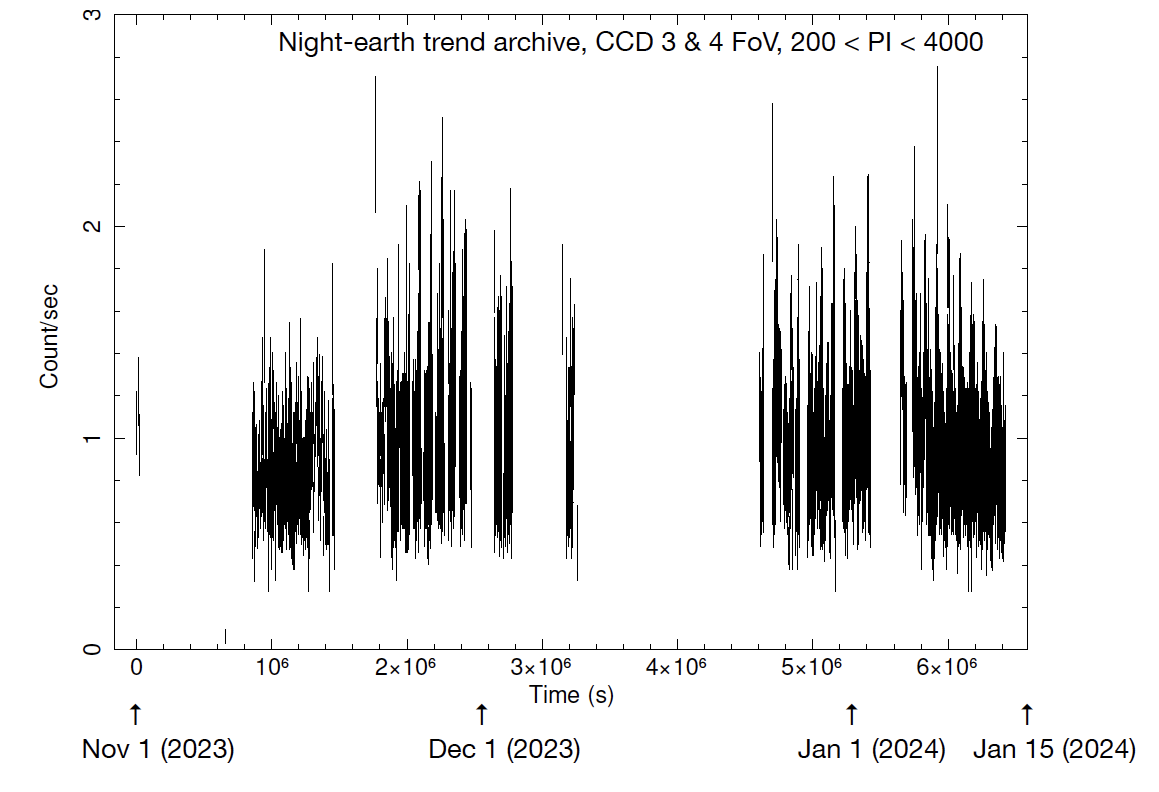 Night-earth trend archive, CCD 3 & 4 FoV, 200 < PI < 4000
3
2
1
0
Count/sec
0 10⁶ 2×10⁶ 3×10⁶ 4×10⁶ 5×10⁶ 6×10⁶
Time (s)
↑ ↑ ↑ ↑
Nov 1 (2023) Dec 1 (2023) Jan 1 (2024) Jan 15 (2024)